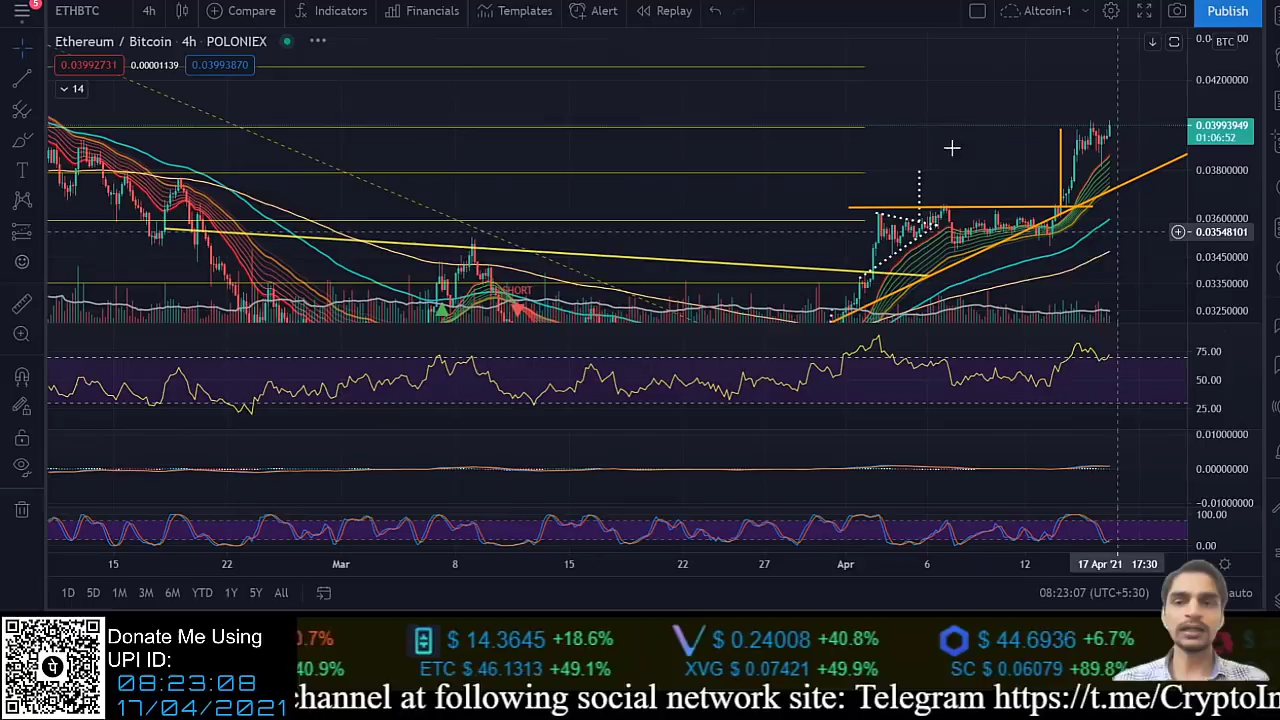 5
ETHBTC 4h Compare Indicators Financials Templates Alert Replay Altcoin-1 Publish
Ethereum / Bitcoin · 4h · POLONIEX
0.03992731 0.00001139 0.03993870
14
BTC
0.04200000
0.03993949
01:06:52
0.03800000
0.03600000
0.03548101
0.03450000
0.03350000
0.03250000
SHORT
75.00
50.00
25.00
0.01000000
0.00000000
−0.01000000
100.00
0.00
15 22 Mar 8 15 22 27 Apr 6 12 17 Apr '21 17:30
1D 5D 1M 3M 6M YTD 1Y 5Y All 08:23:07 (UTC+5:30) auto
Donate Me Using
UPI ID:
08:23:08
17/04/2021
0.7% $ 14.3645 +18.6% $ 0.24008 +40.8% $ 44.6936 +6.7%
40.9% ETC $ 46.1313 +49.1% XVG $ 0.07421 +49.9% SC $ 0.06079 +89.8%
channel at following social network site: Telegram https://t.me/CryptoIn